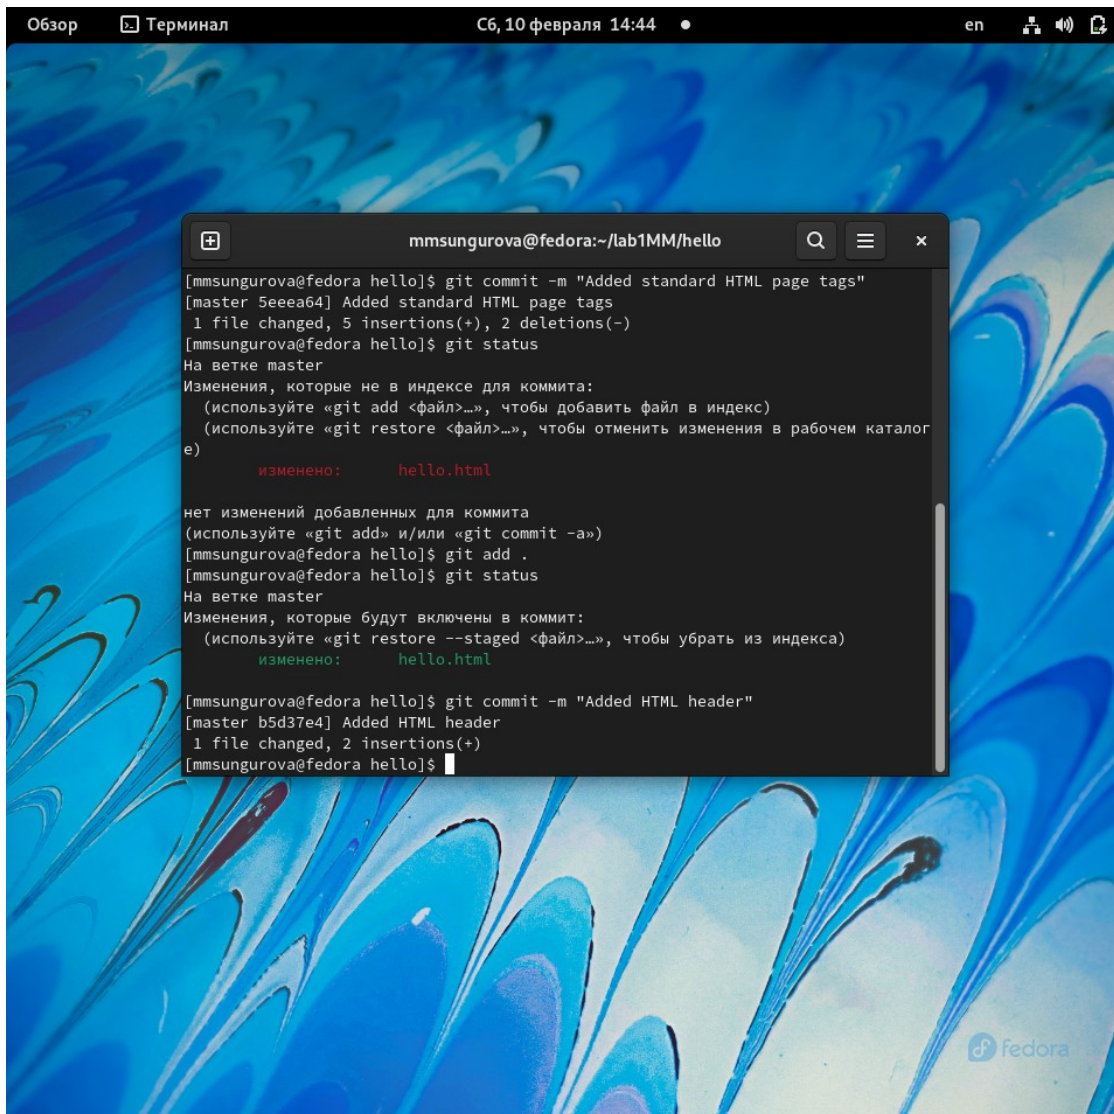 Обзор
Терминал
Сб, 10 февраля 14:44
en
mmsungurova@fedora:~/lab1MM/hello
[mmsungurova@fedora hello]$ git commit -m "Added standard HTML page tags"
[master 5eeea64] Added standard HTML page tags
 1 file changed, 5 insertions(+), 2 deletions(-)
[mmsungurova@fedora hello]$ git status
На ветке master
Изменения, которые не в индексе для коммита:
  (используйте «git add <файл>…», чтобы добавить файл в индекс)
  (используйте «git restore <файл>…», чтобы отменить изменения в рабочем каталог
е)
        изменено:      hello.html
нет изменений добавленных для коммита
(используйте «git add» и/или «git commit -a»)
[mmsungurova@fedora hello]$ git add .
[mmsungurova@fedora hello]$ git status
На ветке master
Изменения, которые будут включены в коммит:
  (используйте «git restore --staged <файл>…», чтобы убрать из индекса)
        изменено:      hello.html
[mmsungurova@fedora hello]$ git commit -m "Added HTML header"
[master b5d37e4] Added HTML header
 1 file changed, 2 insertions(+)
[mmsungurova@fedora hello]$
fedora